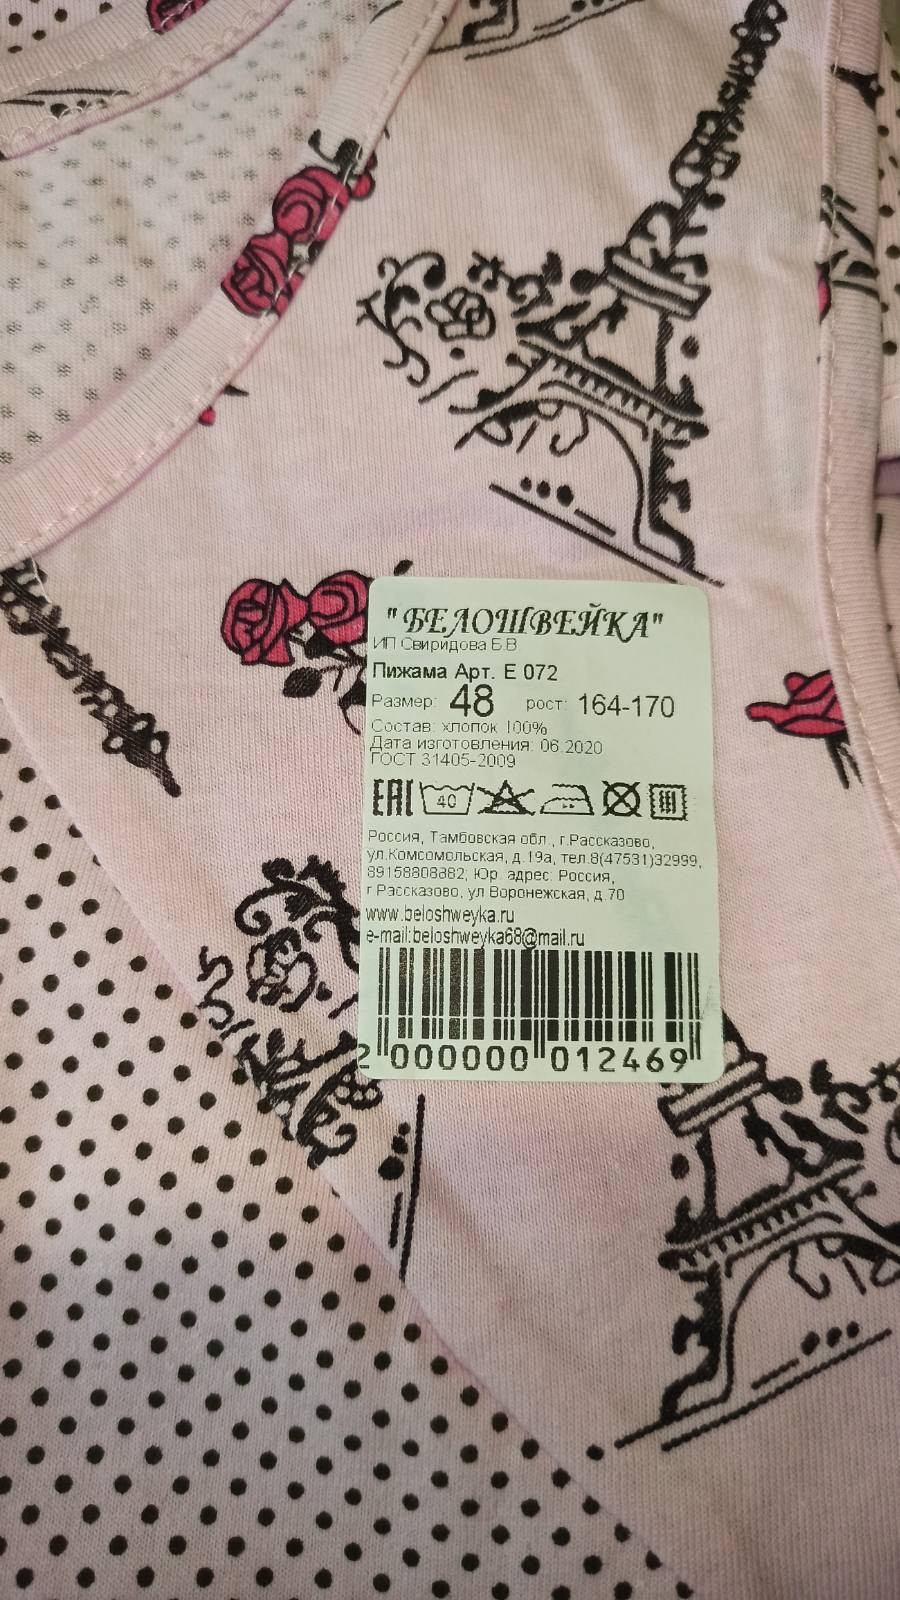 "БЕЛОШВЕЙКА"
ИП Свиридова Б.В
Пижама Арт. Е 072
Размер: 48 рост: 164-170
Состав: хлопок 100%
Дата изготовления: 06.2020
ГОСТ 31405-2009
ЕАС 40
Россия, Тамбовская обл., г.Рассказово,
ул.Комсомольская, д.19а, тел.8(47531)32999,
89158808882; Юр. адрес: Россия,
г.Рассказово, ул Воронежская, д.70
www.beloshweyka.ru
e-mail:beloshweyka68@mail.ru
2 000000 012469